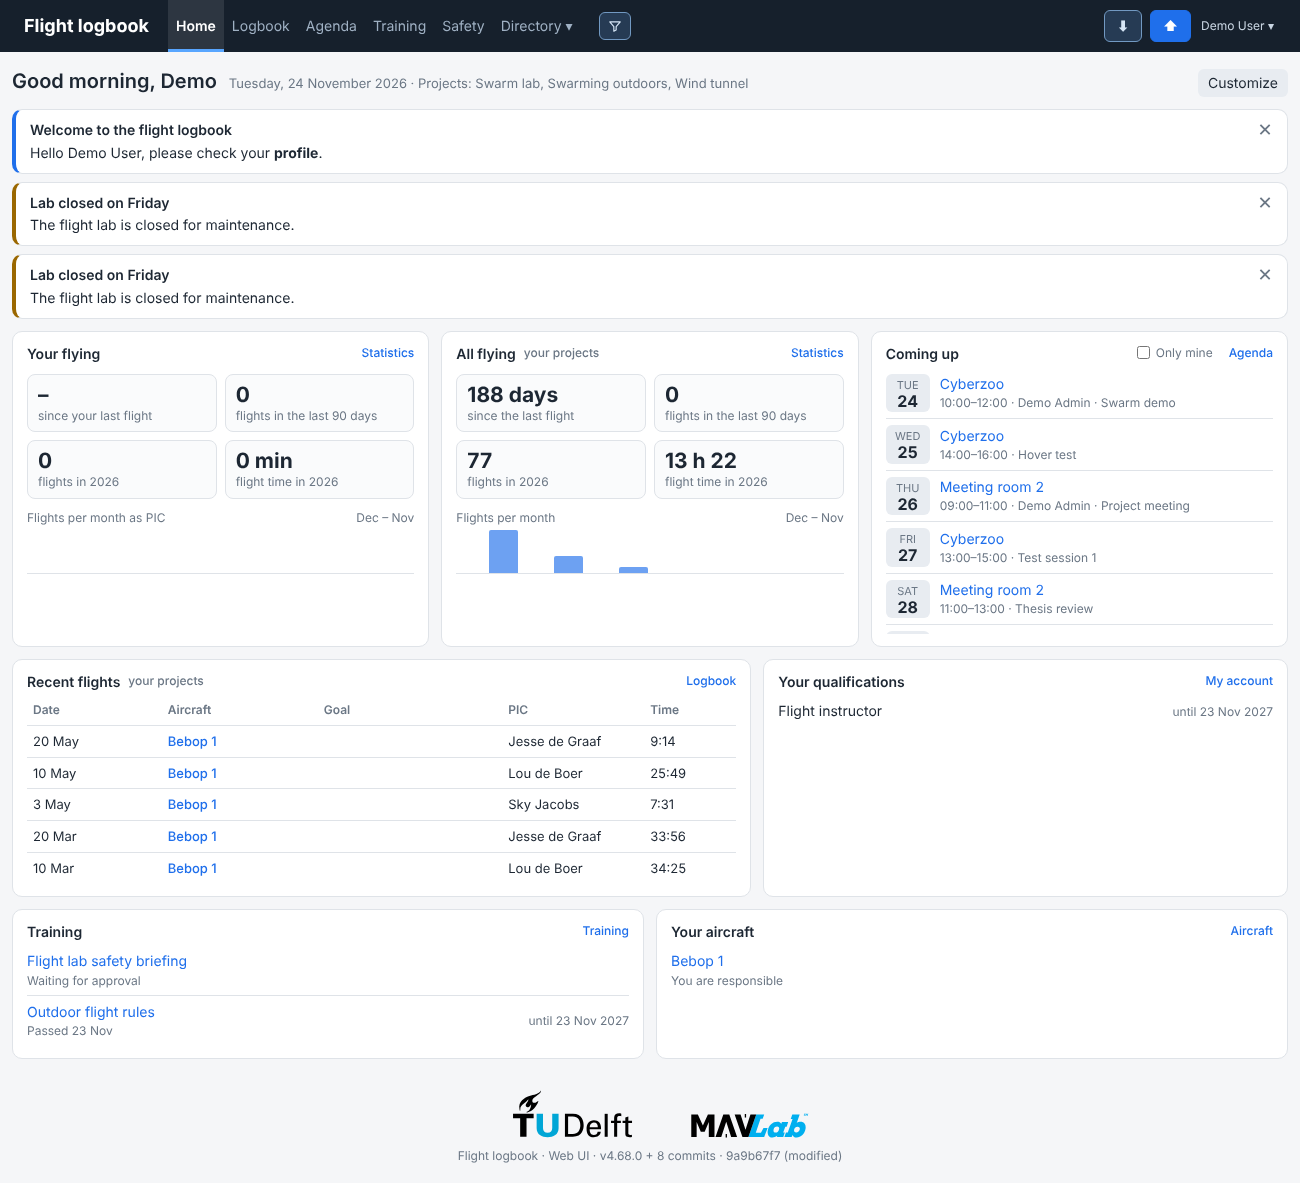 Flight logbook Home Logbook Agenda Training Safety Directory ▾ Demo User ▾
Good morning, Demo Tuesday, 24 November 2026 · Projects: Swarm lab, Swarming outdoors, Wind tunnel Customize
Welcome to the flight logbook
Hello Demo User, please check your profile.
Lab closed on Friday
The flight lab is closed for maintenance.
Lab closed on Friday
The flight lab is closed for maintenance.
Your flying Statistics
–
since your last flight
0
flights in the last 90 days
0
flights in 2026
0 min
flight time in 2026
Flights per month as PIC Dec – Nov
All flying your projects Statistics
188 days
since the last flight
0
flights in the last 90 days
77
flights in 2026
13 h 22
flight time in 2026
Flights per month Dec – Nov
Coming up Only mine Agenda
TUE
24
Cyberzoo
10:00–12:00 · Demo Admin · Swarm demo
WED
25
Cyberzoo
14:00–16:00 · Hover test
THU
26
Meeting room 2
09:00–11:00 · Demo Admin · Project meeting
FRI
27
Cyberzoo
13:00–15:00 · Test session 1
SAT
28
Meeting room 2
11:00–13:00 · Thesis review
Recent flights your projects Logbook
Date Aircraft Goal PIC Time
20 May Bebop 1 Jesse de Graaf 9:14
10 May Bebop 1 Lou de Boer 25:49
3 May Bebop 1 Sky Jacobs 7:31
20 Mar Bebop 1 Jesse de Graaf 33:56
10 Mar Bebop 1 Lou de Boer 34:25
Your qualifications My account
Flight instructor until 23 Nov 2027
Training Training
Flight lab safety briefing
Waiting for approval
Outdoor flight rules
Passed 23 Nov until 23 Nov 2027
Your aircraft Aircraft
Bebop 1
You are responsible
TU Delft MAVLab
Flight logbook · Web UI · v4.68.0 + 8 commits · 9a9b67f7 (modified)